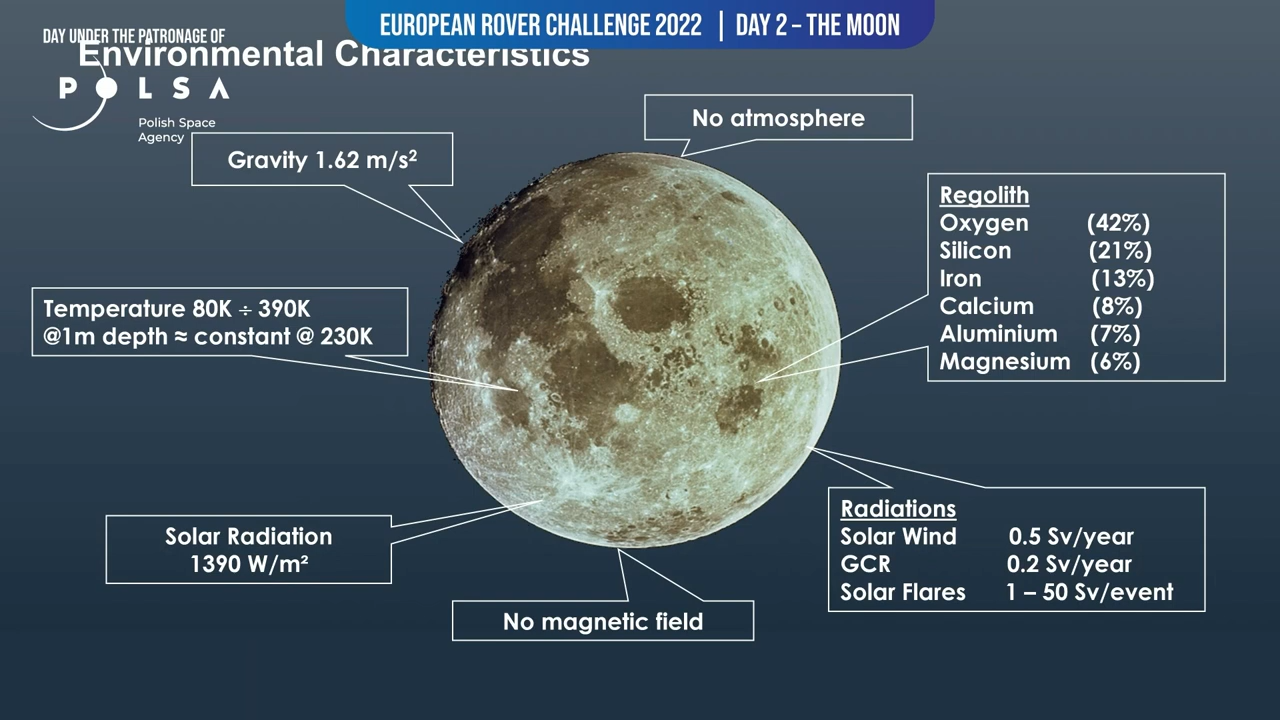 EUROPEAN ROVER CHALLENGE 2022 | DAY 2 – THE MOON
DAY UNDER THE PATRONAGE OF
Environmental Characteristics
POLSA
Polish Space
Agency
No atmosphere
Gravity 1.62 m/s²
Regolith
Oxygen (42%)
Silicon (21%)
Iron (13%)
Calcium (8%)
Aluminium (7%)
Magnesium (6%)
Temperature 80K ÷ 390K
@1m depth ≈ constant @ 230K
Radiations
Solar Wind 0.5 Sv/year
GCR 0.2 Sv/year
Solar Flares 1 – 50 Sv/event
Solar Radiation
1390 W/m²
No magnetic field